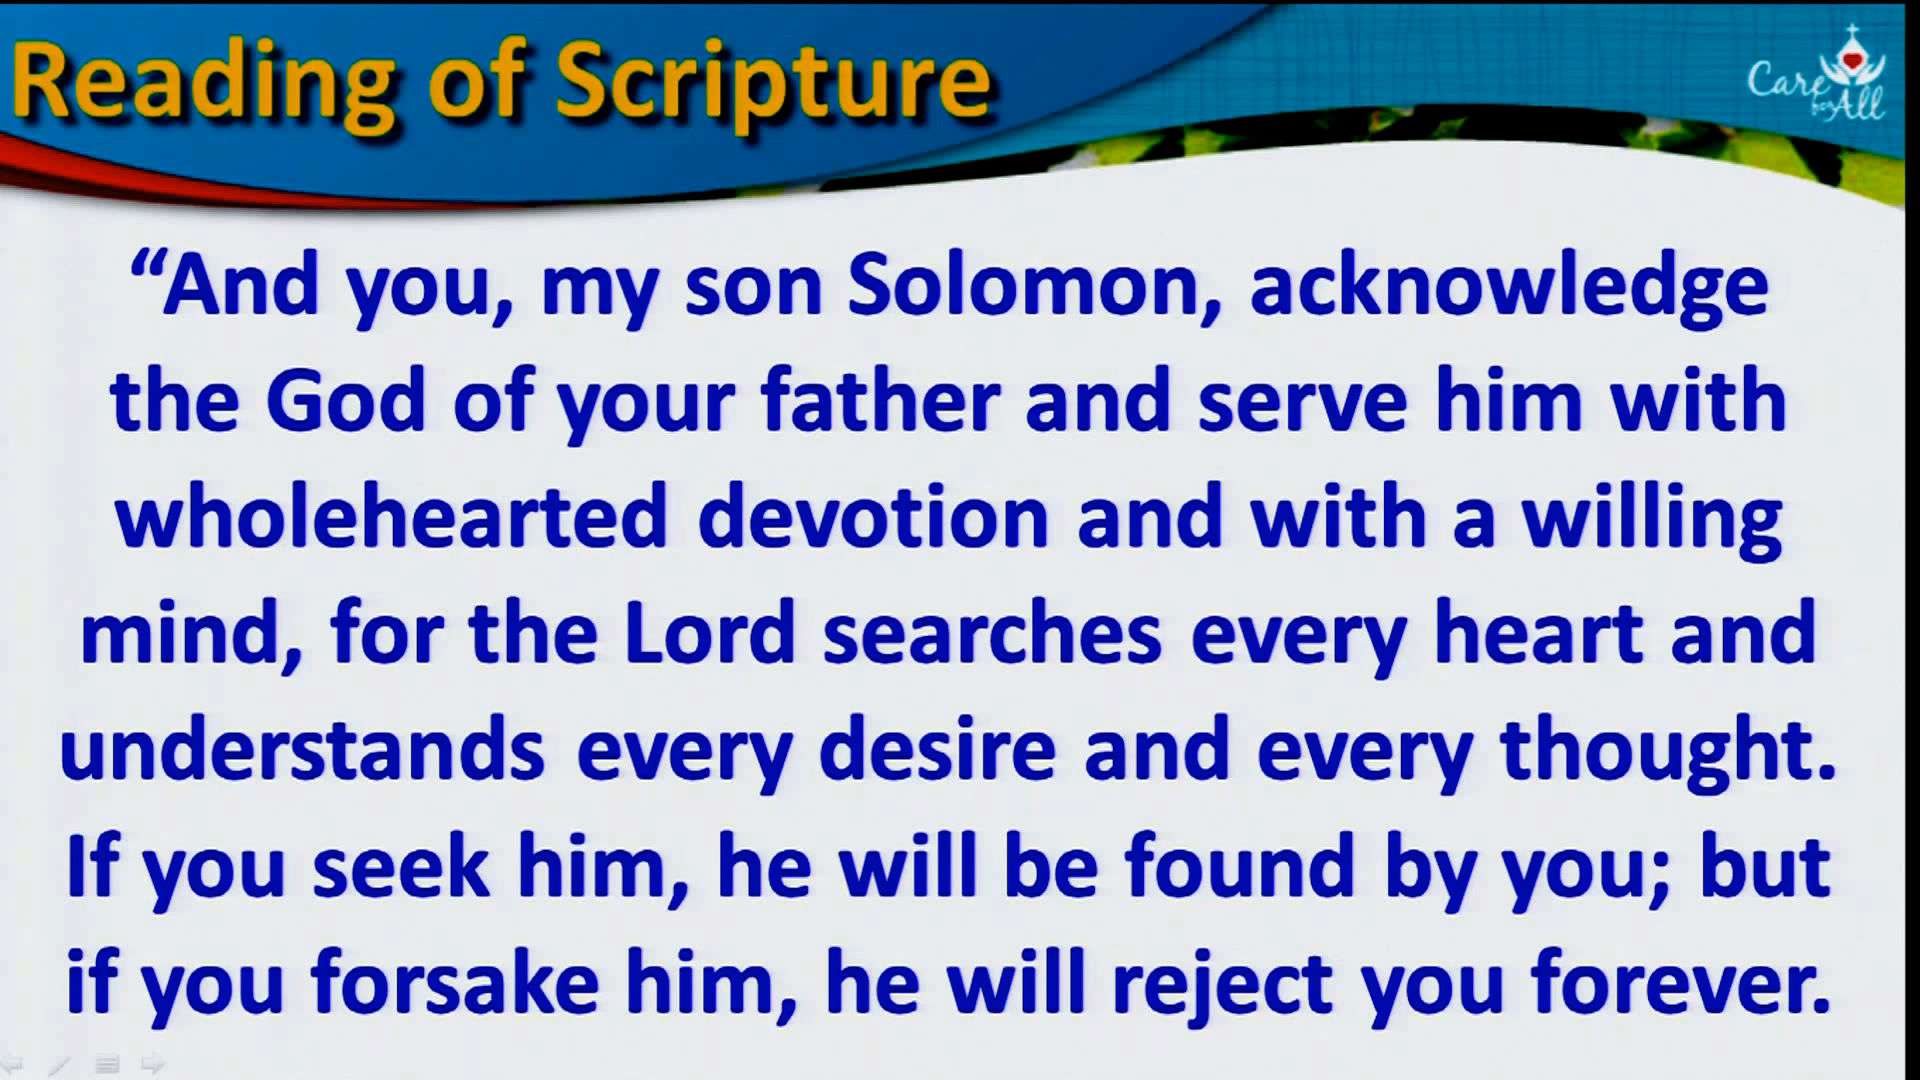 Reading of Scripture
Care
for All
“And you, my son Solomon, acknowledge
the God of your father and serve him with
wholehearted devotion and with a willing
mind, for the Lord searches every heart and
understands every desire and every thought.
If you seek him, he will be found by you; but
if you forsake him, he will reject you forever.